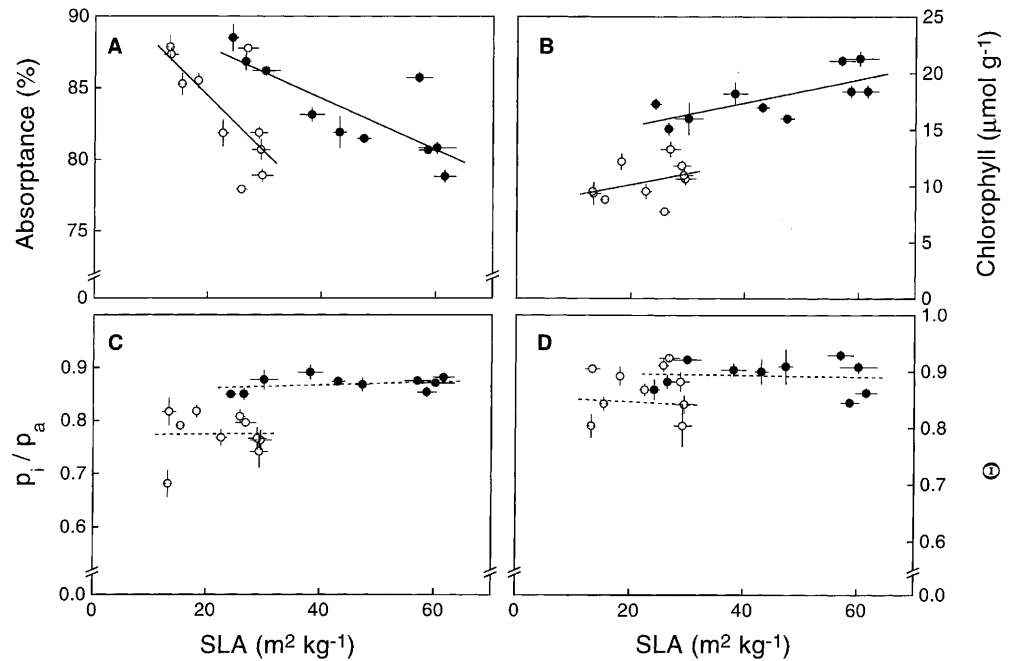 A
90
85
80
75
0
Absorptance (%)
B
25
20
15
10
5
0
Chlorophyll (μmol g⁻¹)
C
0.9
0.8
0.7
0.6
0.0
pᵢ / pₐ
0 20 40 60
SLA (m² kg⁻¹)
D
1.0
0.9
0.8
0.7
0.6
0.0
Θ
0 20 40 60
SLA (m² kg⁻¹)